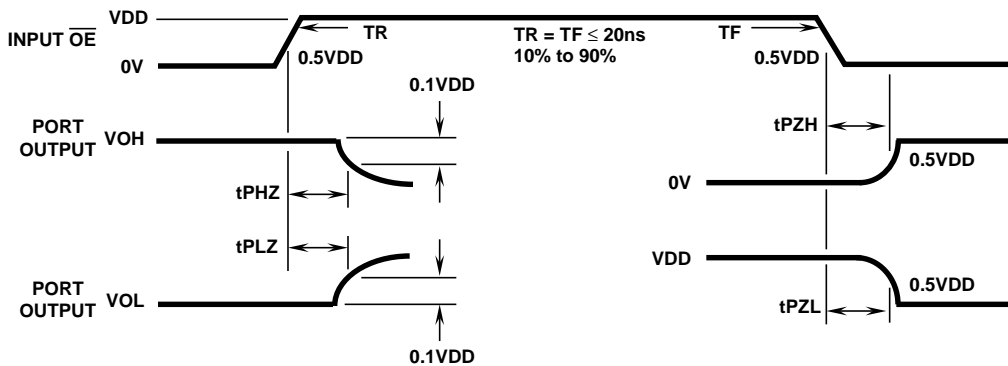 VDD
INPUT OE
TR
TR = TF ≤ 20ns
10% to 90%
TF
0V
0.5VDD
0.5VDD
0.1VDD
PORT
OUTPUT
VOH
tPHZ
tPZH
0.5VDD
0V
tPLZ
VDD
PORT
OUTPUT
VOL
0.5VDD
tPZL
0.1VDD